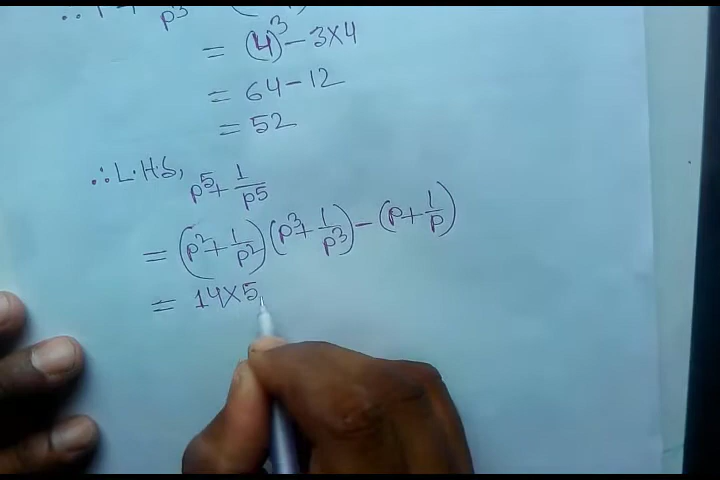 p³
= (4)³ - 3×4
= 64 - 12
= 52
∴ L.H.S, p⁵ + 1/p⁵
= (p² + 1/p²)(p³ + 1/p³) - (p + 1/p)
= 14×5